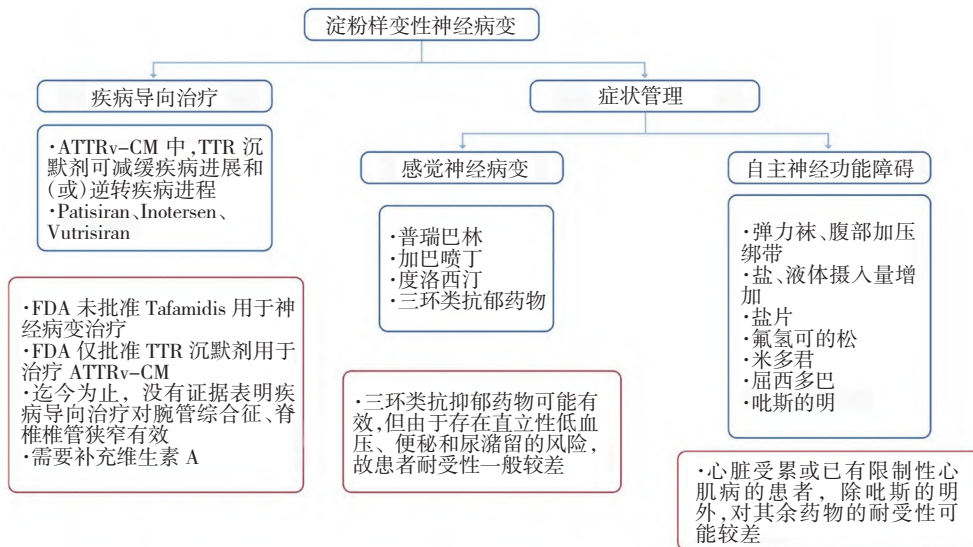 淀粉样变性神经病变
疾病导向治疗
症状管理
·ATTRv-CM 中,TTR 沉
默剂可减缓疾病进展和
(或)逆转疾病进程
·Patisiran、Inotersen、
Vutrisiran
感觉神经病变
自主神经功能障碍
·普瑞巴林
·加巴喷丁
·度洛西汀
·三环类抗郁药物
·弹力袜、腹部加压
绑带
·盐、液体摄入量增
加
·盐片
·氟氢可的松
·米多君
·屈西多巴
·吡斯的明
·FDA 未批准 Tafamidis 用于神
经病变治疗
·FDA 仅批准 TTR 沉默剂用于
治疗 ATTRv-CM
·迄今为止，没有证据表明疾
病导向治疗对腕管综合征、脊
椎椎管狭窄有效
·需要补充维生素 A
·三环类抗抑郁药物可能有
效,但由于存在直立性低血
压、便秘和尿潴留的风险,
故患者耐受性一般较差
·心脏受累或已有限制性心
肌病的患者，除吡斯的明
外,对其余药物的耐受性可
能较差